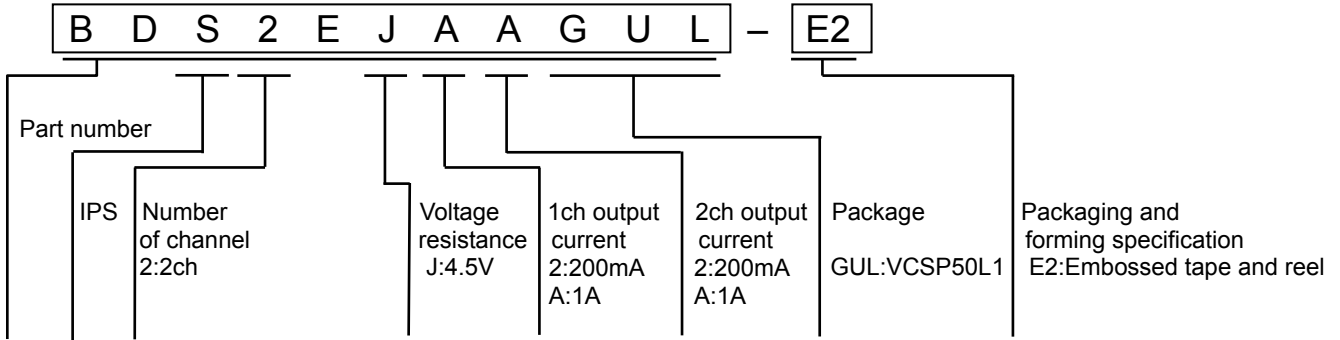 B D S 2 E J A A G U L – E2
Part number
IPS
Number
of channel
2:2ch
Voltage
resistance
J:4.5V
1ch output
current
2:200mA
A:1A
2ch output
current
2:200mA
A:1A
Package
GUL:VCSP50L1
Packaging and
forming specification
E2:Embossed tape and reel